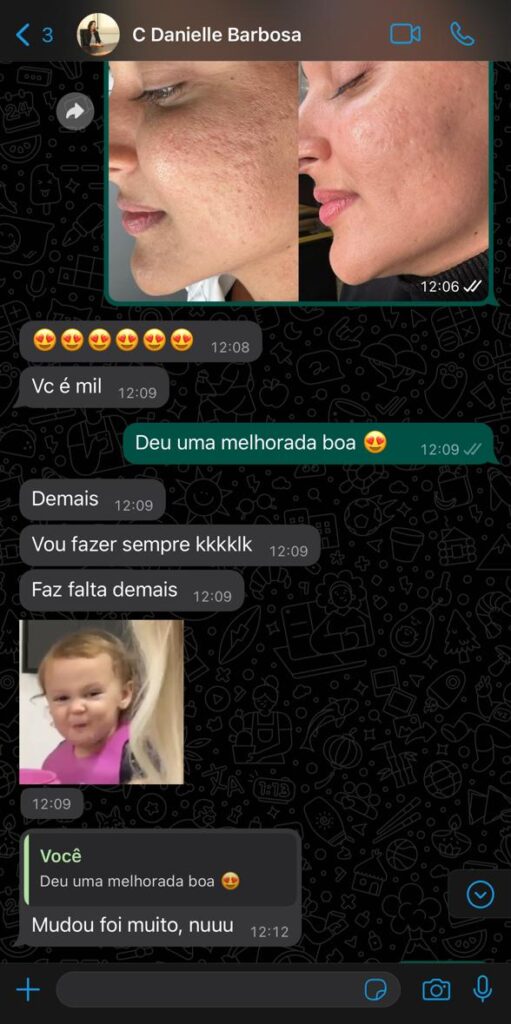 3
C Danielle Barbosa
12:06
😍😍😍😍😍😍 12:08
Vc é mil 12:09
Deu uma melhorada boa 😍 12:09
Demais 12:09
Vou fazer sempre kkkklk 12:09
Faz falta demais 12:09
12:09
Você
Deu uma melhorada boa 😍
Mudou foi muito, nuuu 12:12